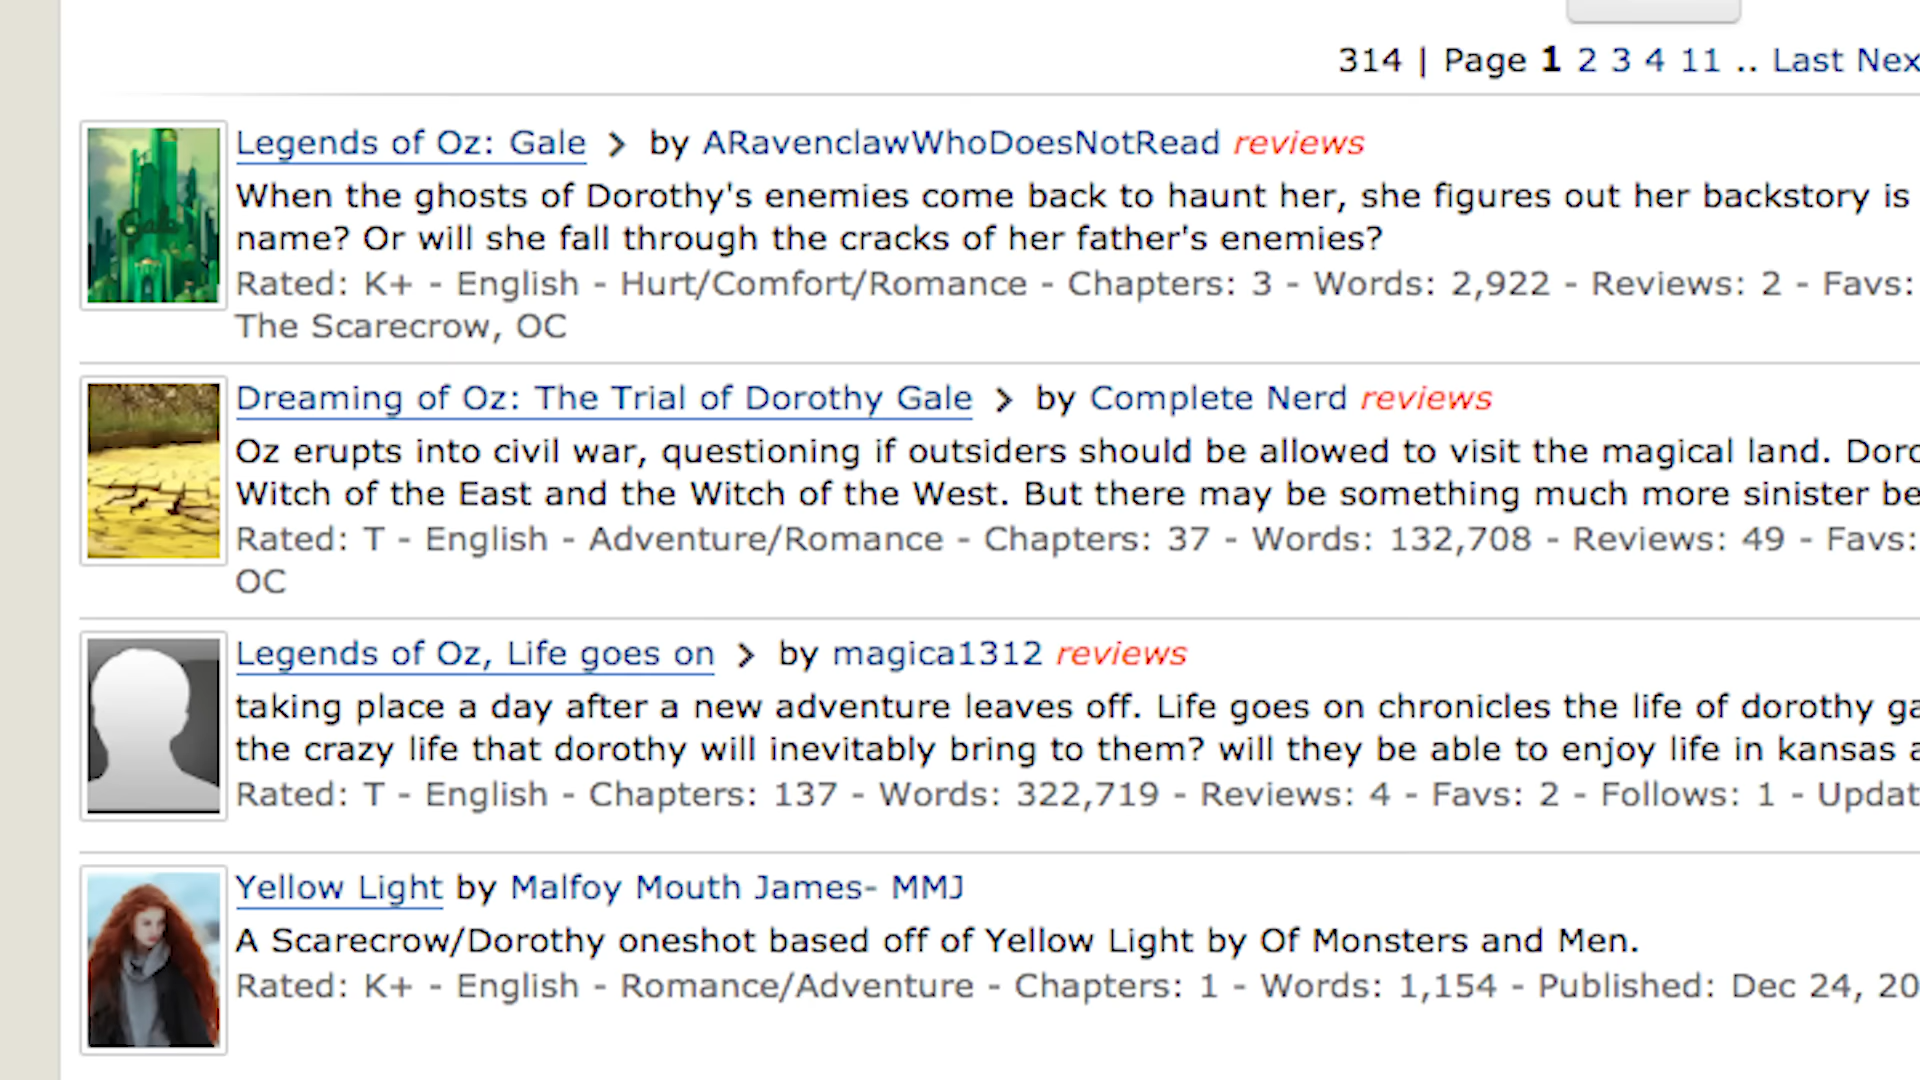 314 | Page 1 2 3 4 11 .. Last Nex
Legends of Oz: Gale > by ARavenclawWhoDoesNotRead reviews
When the ghosts of Dorothy's enemies come back to haunt her, she figures out her backstory is
name? Or will she fall through the cracks of her father's enemies?
Rated: K+ - English - Hurt/Comfort/Romance - Chapters: 3 - Words: 2,922 - Reviews: 2 - Favs:
The Scarecrow, OC
Gale
Dreaming of Oz: The Trial of Dorothy Gale > by Complete Nerd reviews
Oz erupts into civil war, questioning if outsiders should be allowed to visit the magical land. Doro
Witch of the East and the Witch of the West. But there may be something much more sinister be
Rated: T - English - Adventure/Romance - Chapters: 37 - Words: 132,708 - Reviews: 49 - Favs:
OC
Legends of Oz, Life goes on > by magica1312 reviews
taking place a day after a new adventure leaves off. Life goes on chronicles the life of dorothy ga
the crazy life that dorothy will inevitably bring to them? will they be able to enjoy life in kansas a
Rated: T - English - Chapters: 137 - Words: 322,719 - Reviews: 4 - Favs: 2 - Follows: 1 - Updat
Yellow Light by Malfoy Mouth James- MMJ
A Scarecrow/Dorothy oneshot based off of Yellow Light by Of Monsters and Men.
Rated: K+ - English - Romance/Adventure - Chapters: 1 - Words: 1,154 - Published: Dec 24, 20